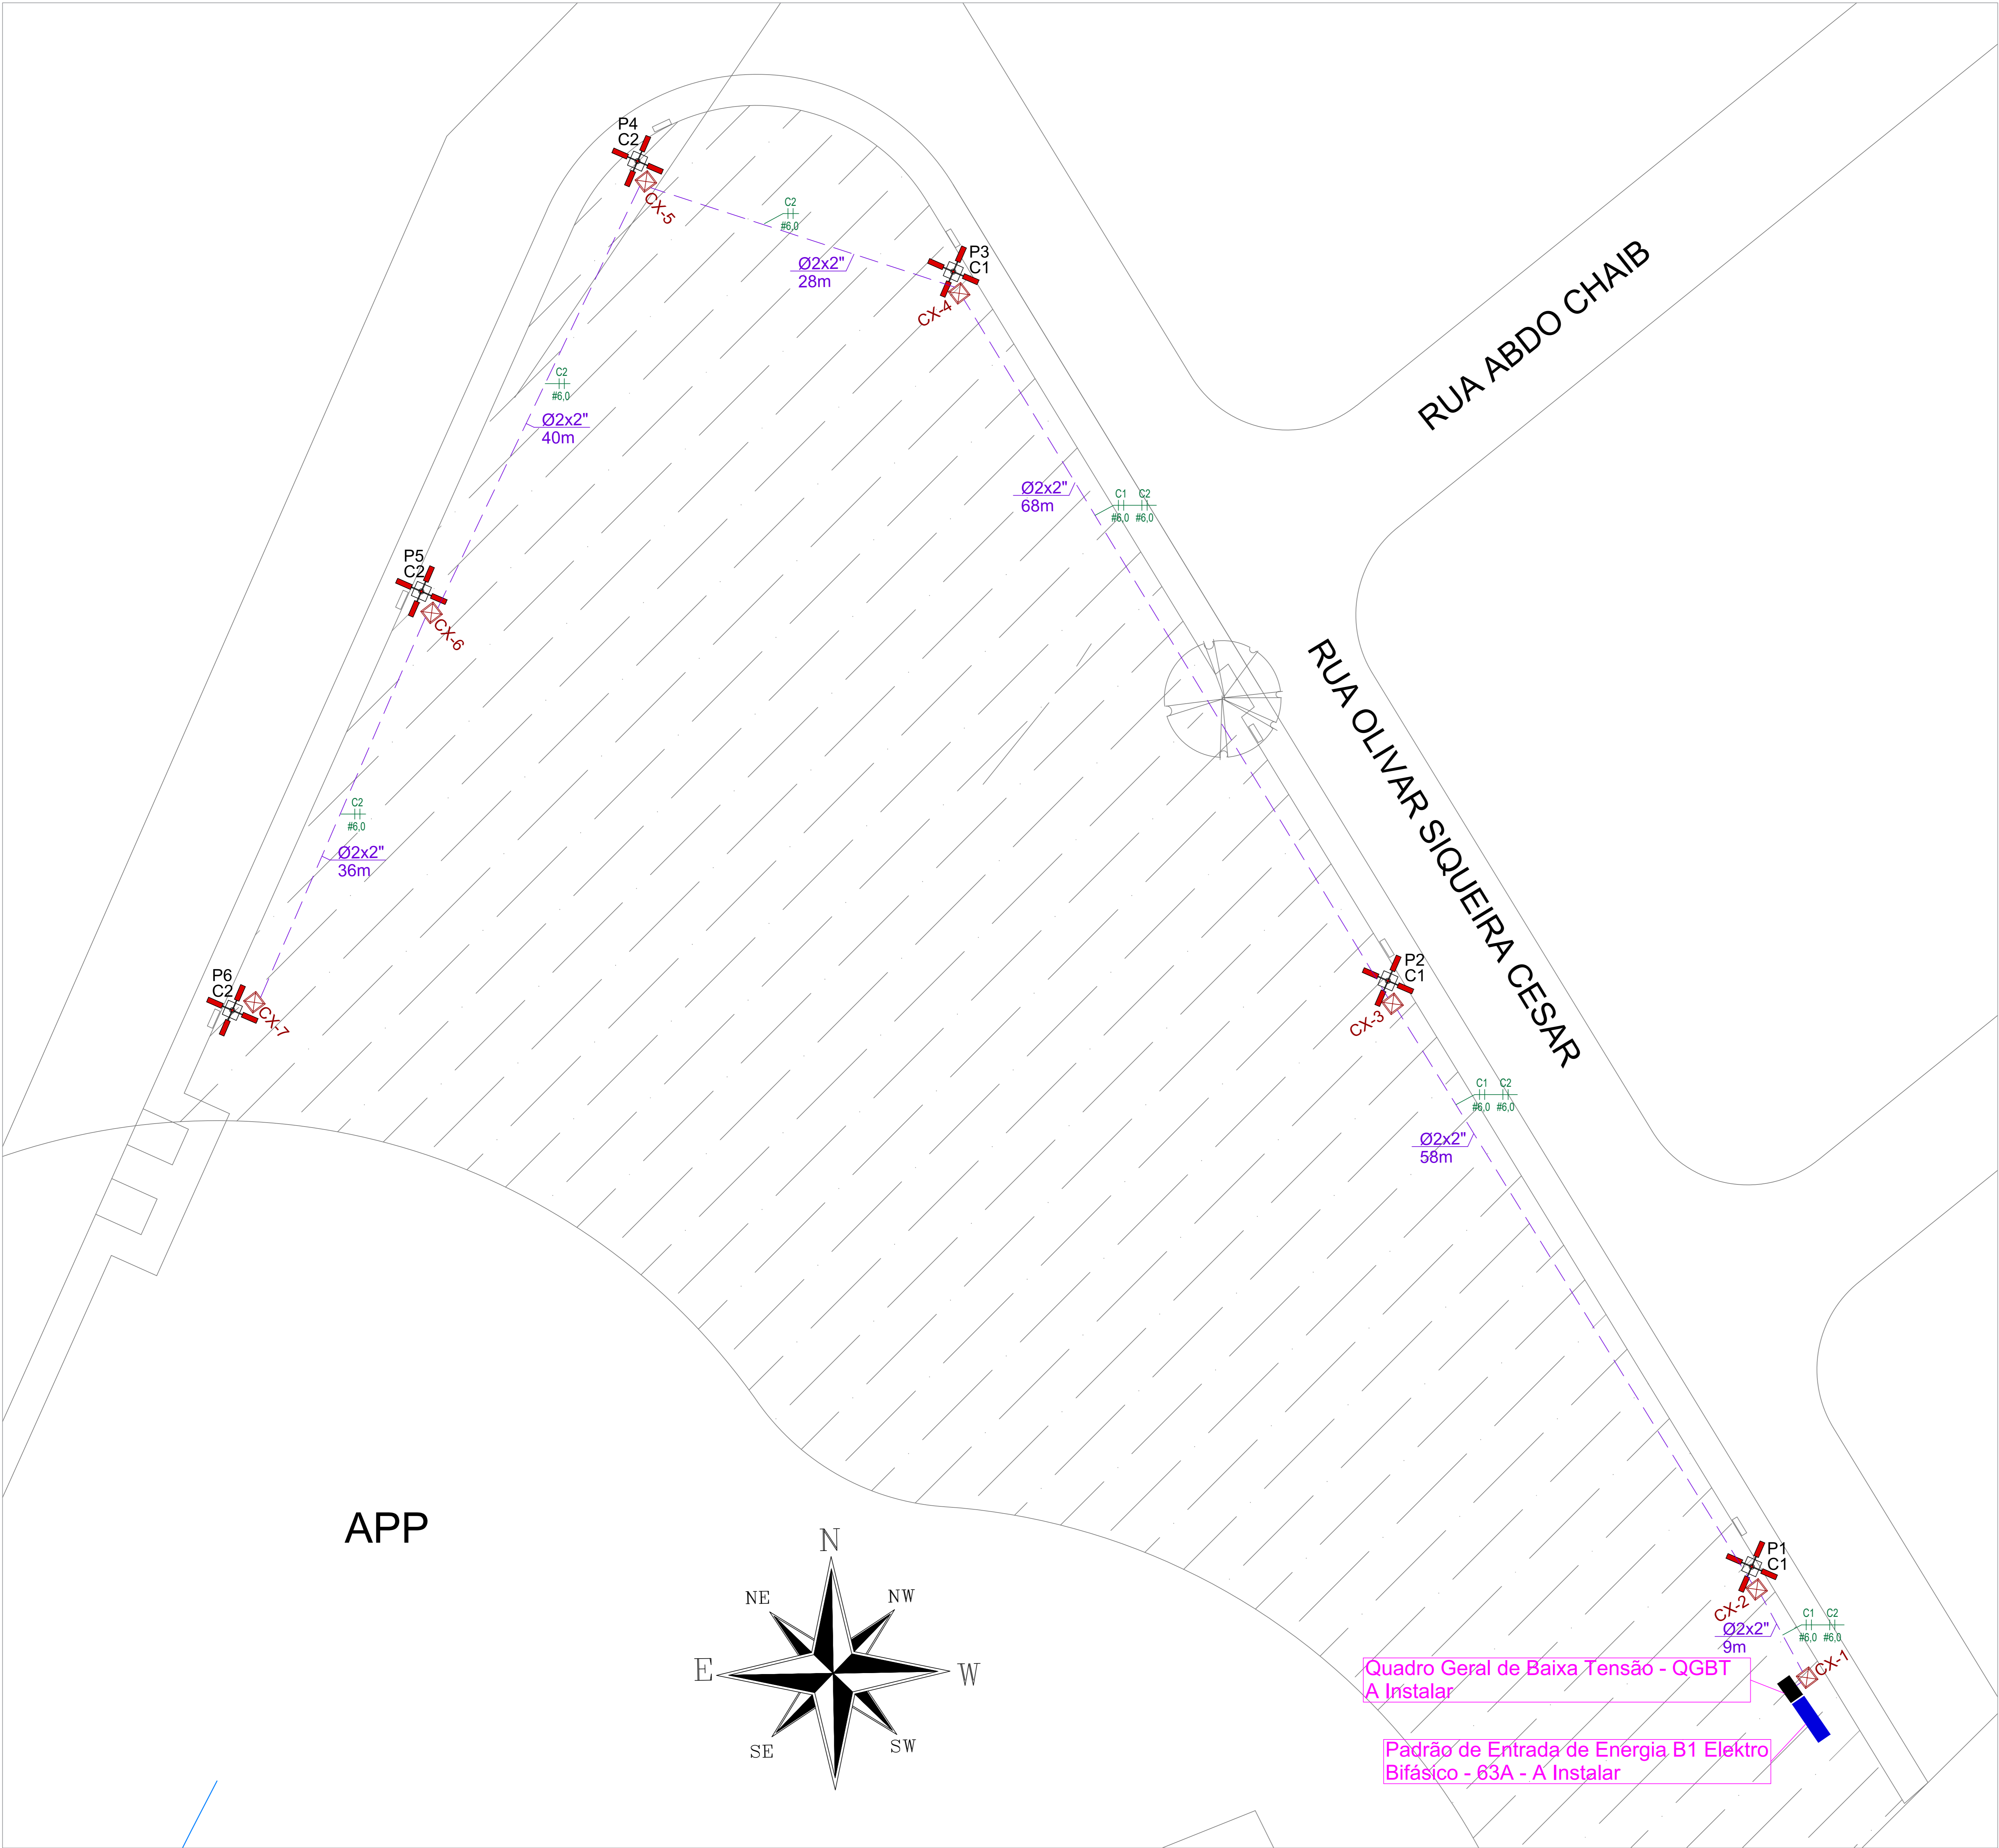 P4
C2
CX-5
C2
#6,0
Ø2x2"
28m
P3
C1
CX-4
RUA ABDO CHAIB
C2
#6,0
Ø2x2"
40m
Ø2x2"
68m
C1 C2
#6,0 #6,0
P5
C2
CX-6
RUA OLIVAR SIQUEIRA CESAR
C2
#6,0
Ø2x2"
36m
P6
C2
CX-7
P2
C1
CX-3
C1 C2
#6,0 #6,0
Ø2x2"
58m
APP
N
NE
NW
E
W
SE
SW
P1
C1
CX-2
C1 C2
#6,0 #6,0
Ø2x2"
9m
CX-1
Quadro Geral de Baixa Tensão - QGBT
A Instalar
Padrão de Entrada de Energia B1 Elektro
Bifásico - 63A - A Instalar